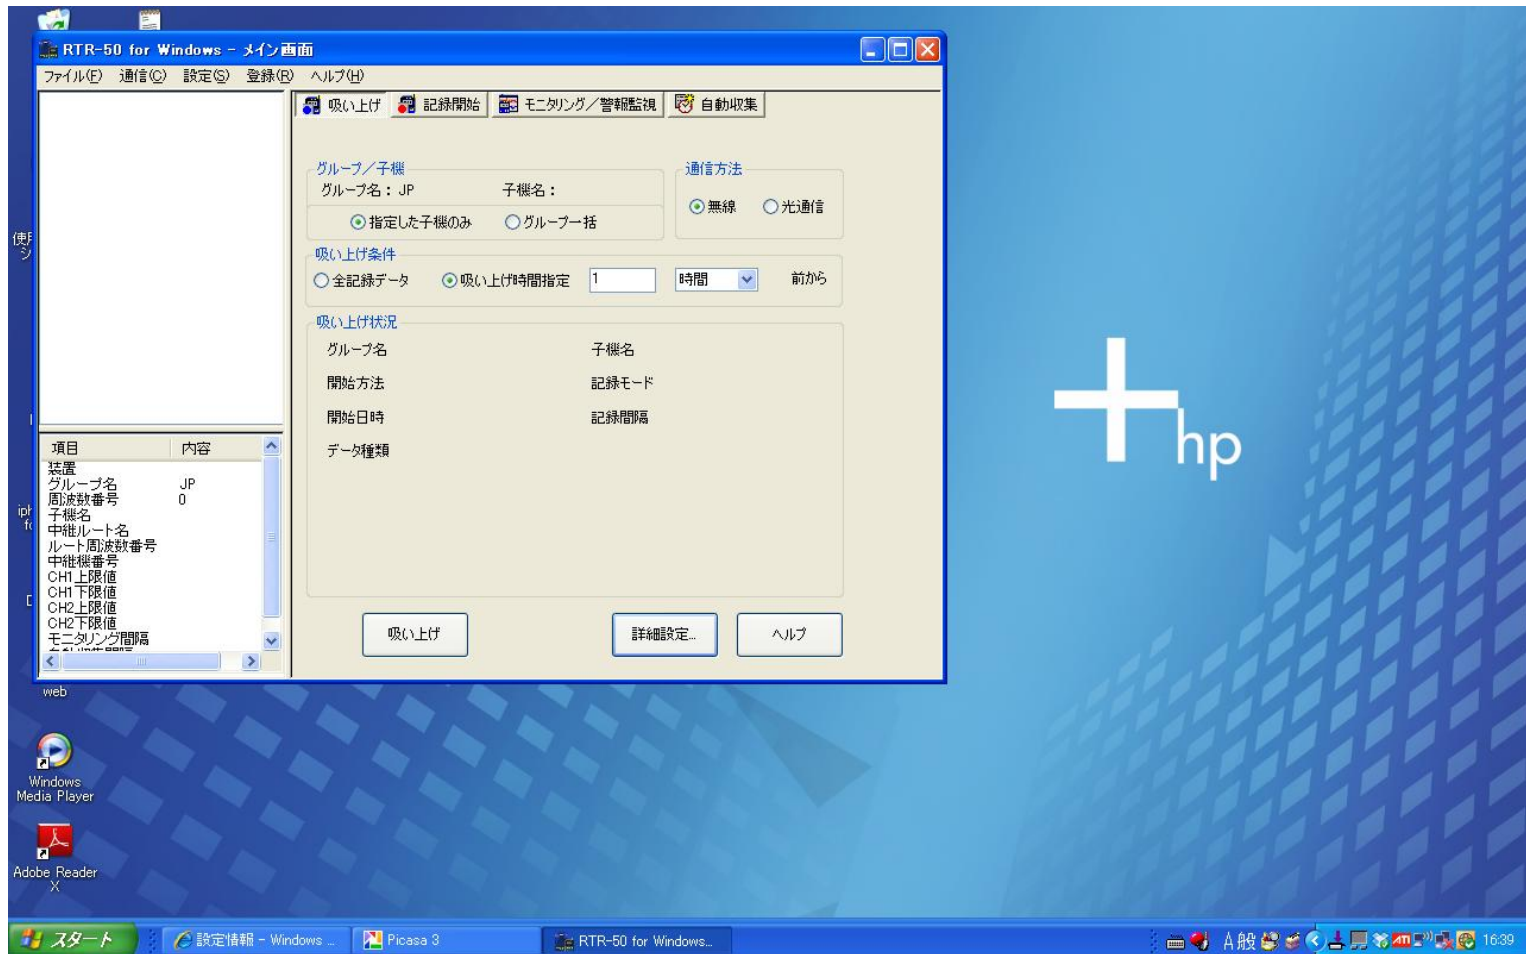 RTR-50 for Windows - メイン画面
ファイル(F) 通信(C) 設定(S) 登録(R) ヘルプ(H)
吸い上げ 記録開始 モニタリング／警報監視 自動収集
グループ／子機 通信方法
グループ名： JP 子機名：
無線 光通信
指定した子機のみ グループ一括
吸い上げ条件
全記録データ 吸い上げ時間指定 1 時間 前から
吸い上げ状況
グループ名 子機名
開始方法 記録モード
開始日時 記録間隔
データ種類
項目 内容
装置
グループ名 JP
周波数番号 0
子機名
中継ルート名
ルート周波数番号
中継機番号
CH1上限値
CH1下限値
CH2上限値
CH2下限値
モニタリング間隔
吸い上げ 詳細設定... ヘルプ
hp
web
Windows
Media Player
Adobe Reader
X
スタート 設定情報 - Windows ... Picasa 3 RTR-50 for Windows... A 般 ATI 16:39